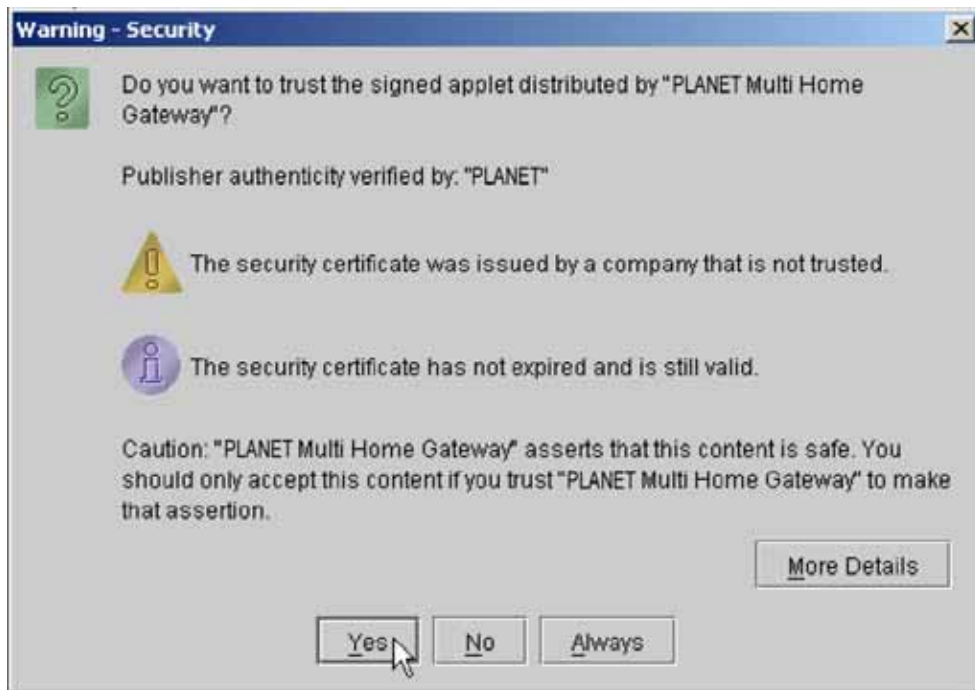 Warning - Security
Do you want to trust the signed applet distributed by "PLANET Multi Home
Gateway"?
Publisher authenticity verified by: "PLANET"
The security certificate was issued by a company that is not trusted.
The security certificate has not expired and is still valid.
Caution: "PLANET Multi Home Gateway" asserts that this content is safe. You
should only accept this content if you trust "PLANET Multi Home Gateway" to make
that assertion.
More Details
Yes No Always